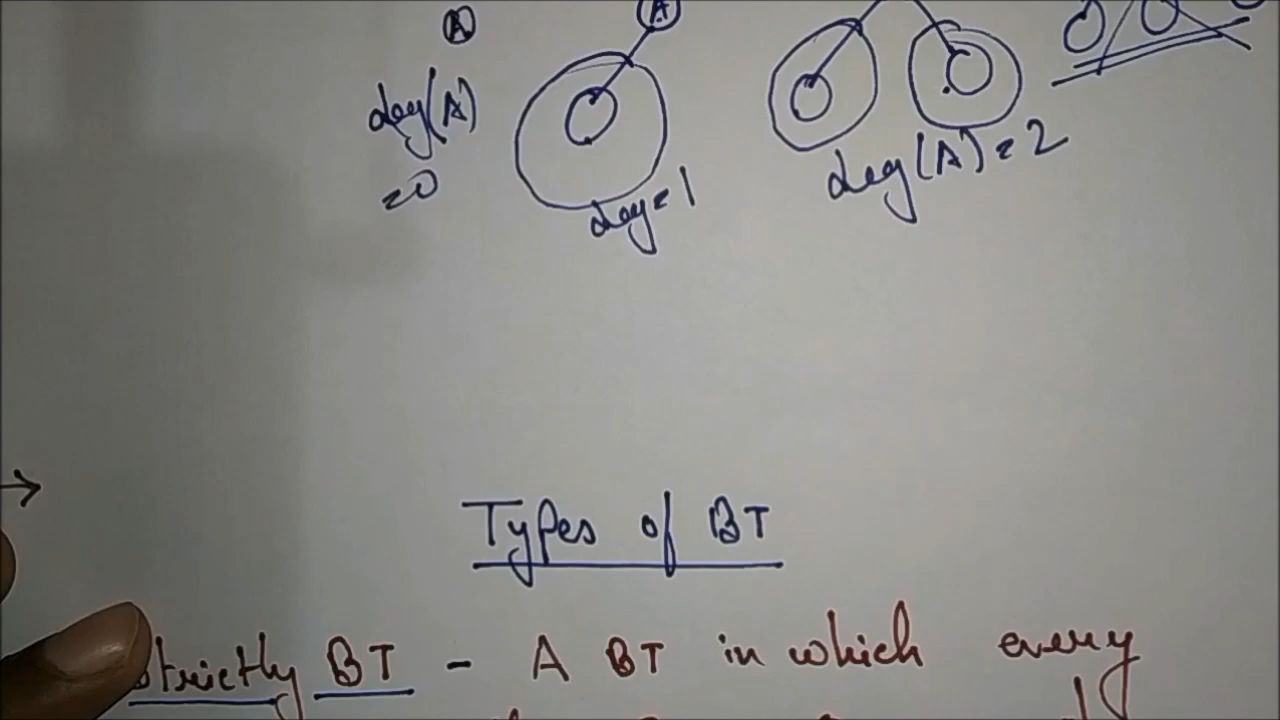 A A
deg(A)
=0
deg=1
deg(A)=2
Types of BT
Strictly BT - A BT in which every